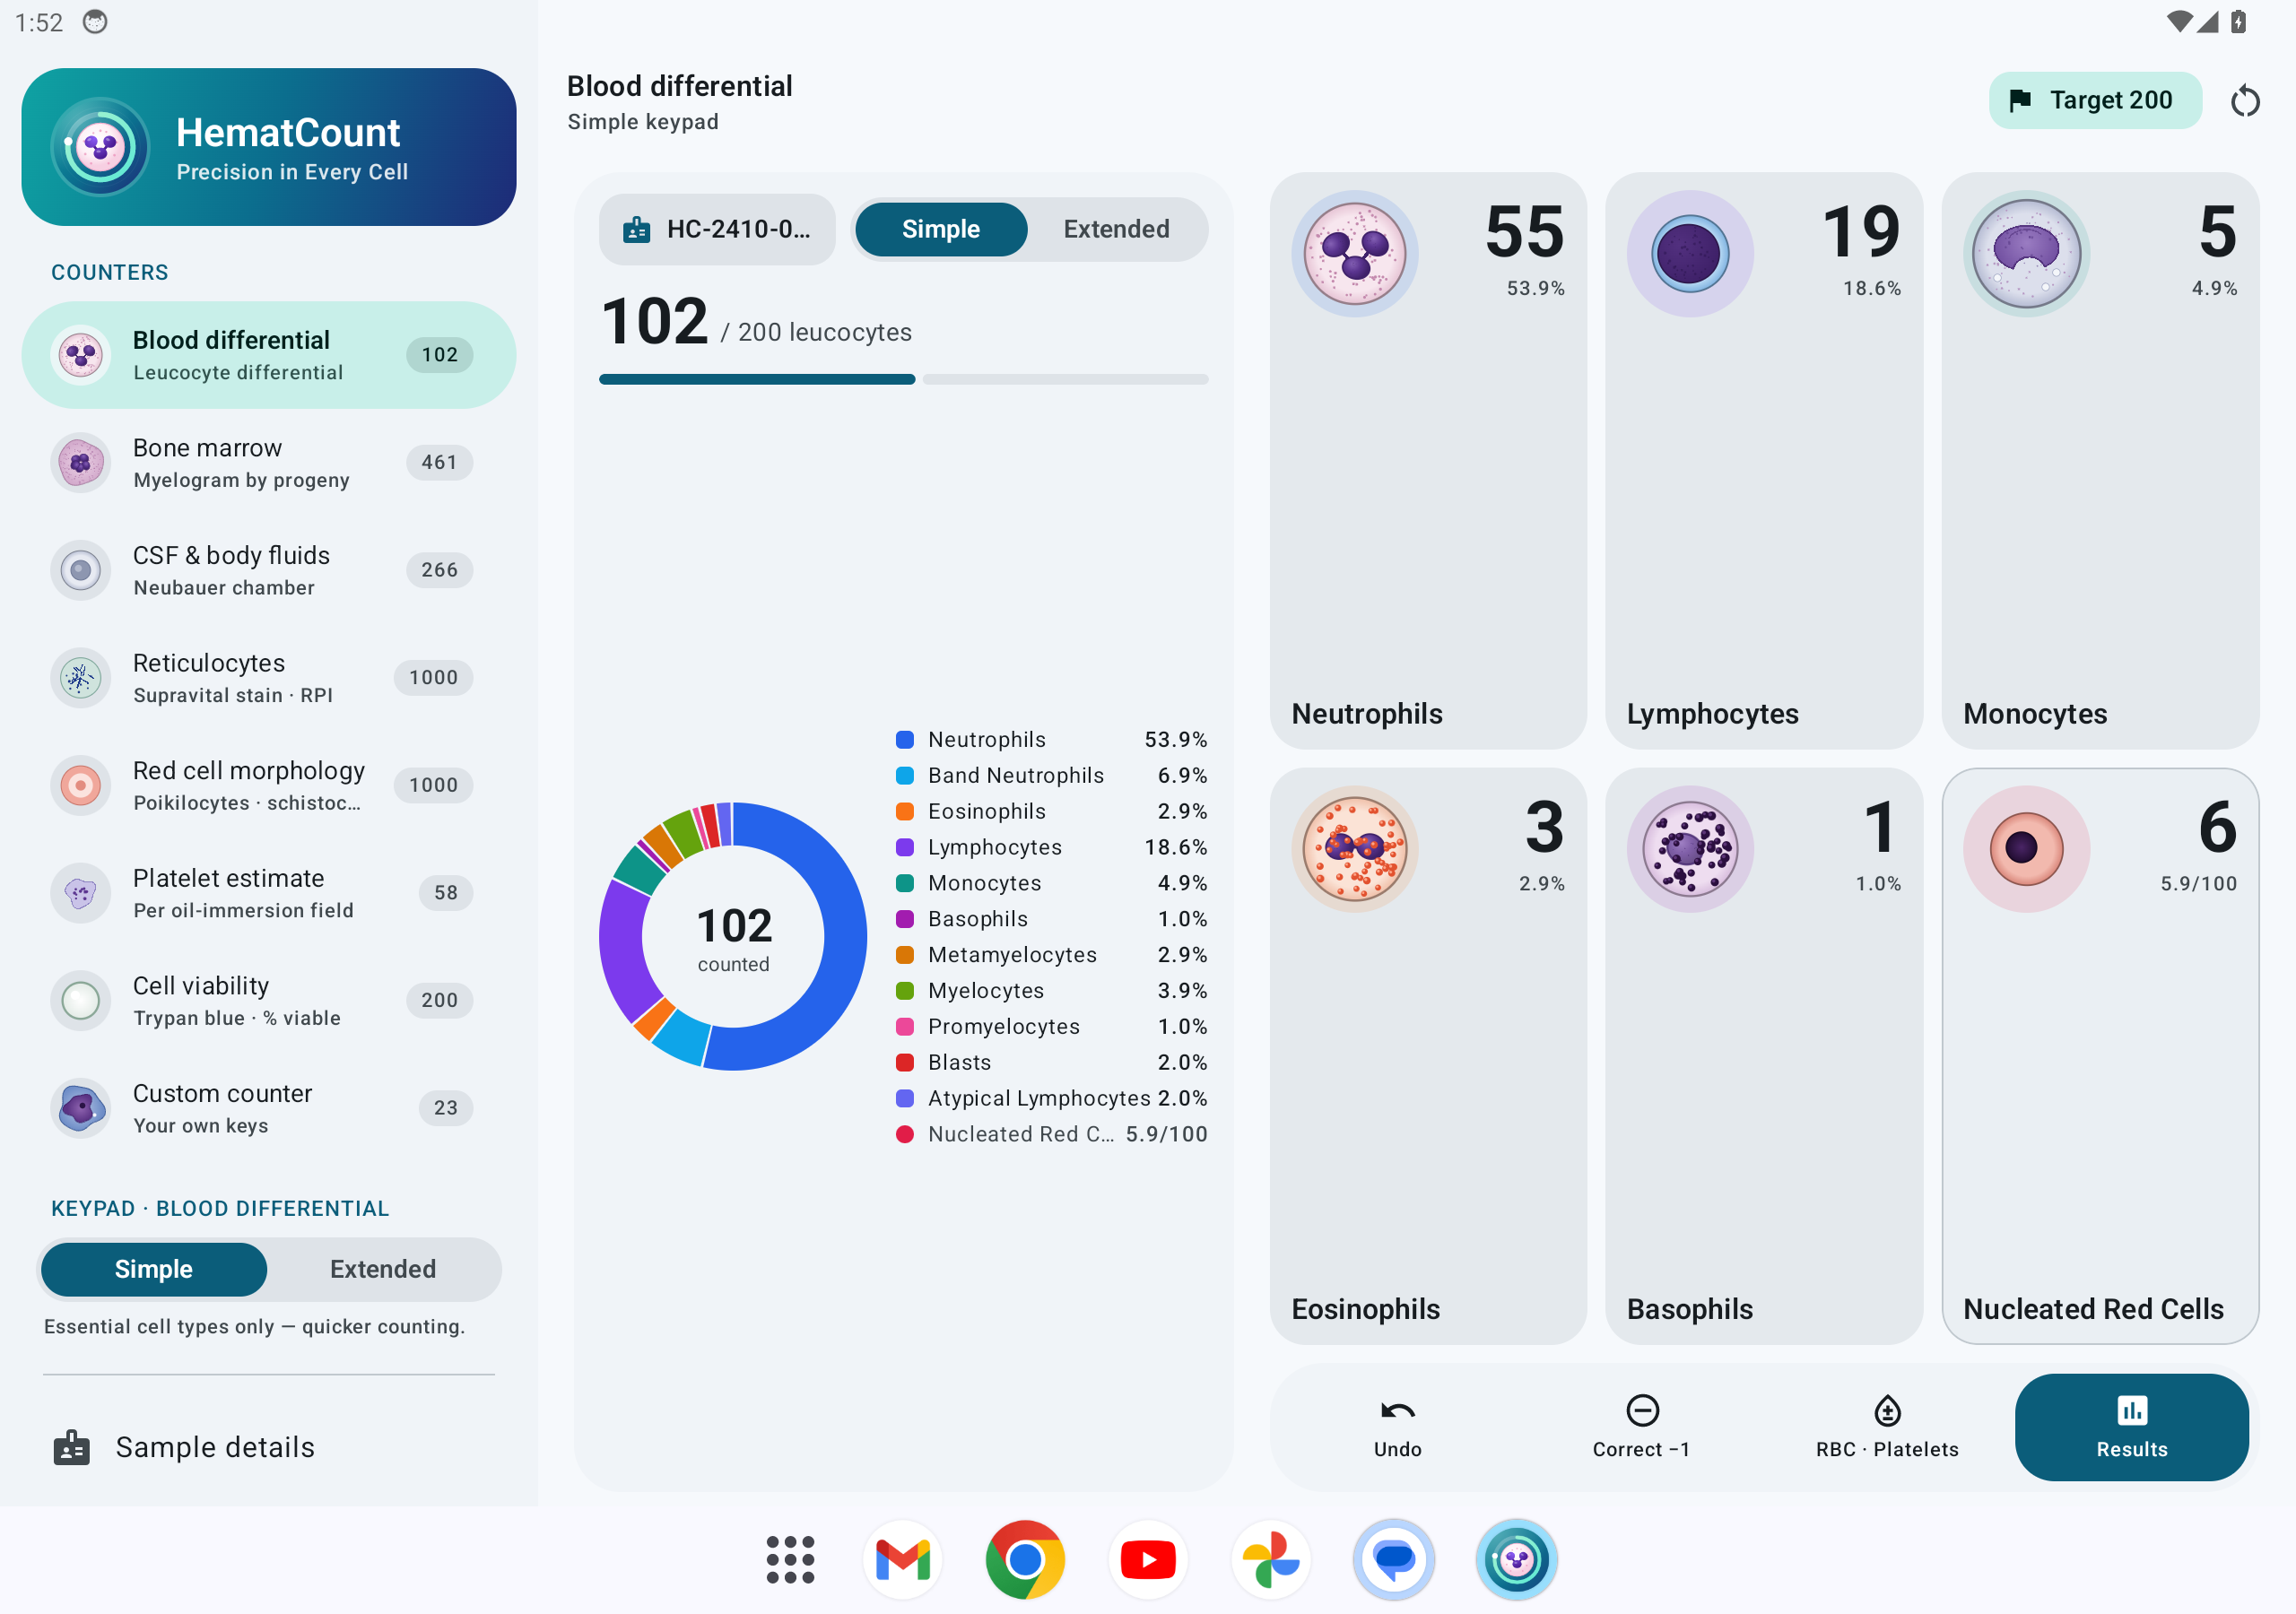 1:52
HematCount
Precision in Every Cell
COUNTERS
Blood differential
Leucocyte differential
102
Bone marrow
Myelogram by progeny
461
CSF & body fluids
Neubauer chamber
266
Reticulocytes
Supravital stain · RPI
1000
Red cell morphology
Poikilocytes · schistoc...
1000
Platelet estimate
Per oil-immersion field
58
Cell viability
Trypan blue · % viable
200
Custom counter
Your own keys
23
KEYPAD · BLOOD DIFFERENTIAL
Simple
Extended
Essential cell types only — quicker counting.
Sample details
Blood differential
Simple keypad
Target 200
HC-2410-0...
Simple
Extended
102 / 200 leucocytes
102
counted
Neutrophils 53.9%
Band Neutrophils 6.9%
Eosinophils 2.9%
Lymphocytes 18.6%
Monocytes 4.9%
Basophils 1.0%
Metamyelocytes 2.9%
Myelocytes 3.9%
Promyelocytes 1.0%
Blasts 2.0%
Atypical Lymphocytes 2.0%
Nucleated Red C... 5.9/100
55
53.9%
Neutrophils
19
18.6%
Lymphocytes
5
4.9%
Monocytes
3
2.9%
Eosinophils
1
1.0%
Basophils
6
5.9/100
Nucleated Red Cells
Undo
Correct −1
RBC · Platelets
Results